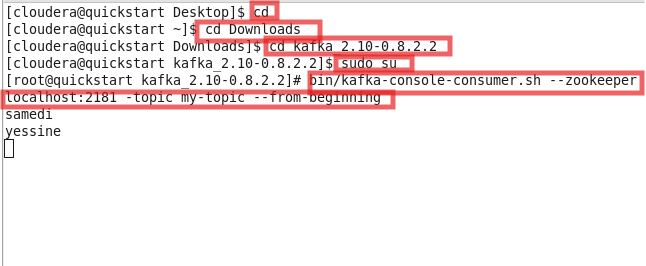 [cloudera@quickstart Desktop]$ cd
[cloudera@quickstart ~]$ cd Downloads
[cloudera@quickstart Downloads]$ cd kafka_2.10-0.8.2.2
[cloudera@quickstart kafka_2.10-0.8.2.2]$ sudo su
[root@quickstart kafka_2.10-0.8.2.2]# bin/kafka-console-consumer.sh --zookeeper
localhost:2181 -topic my-topic --from-beginning
samedi
yessine